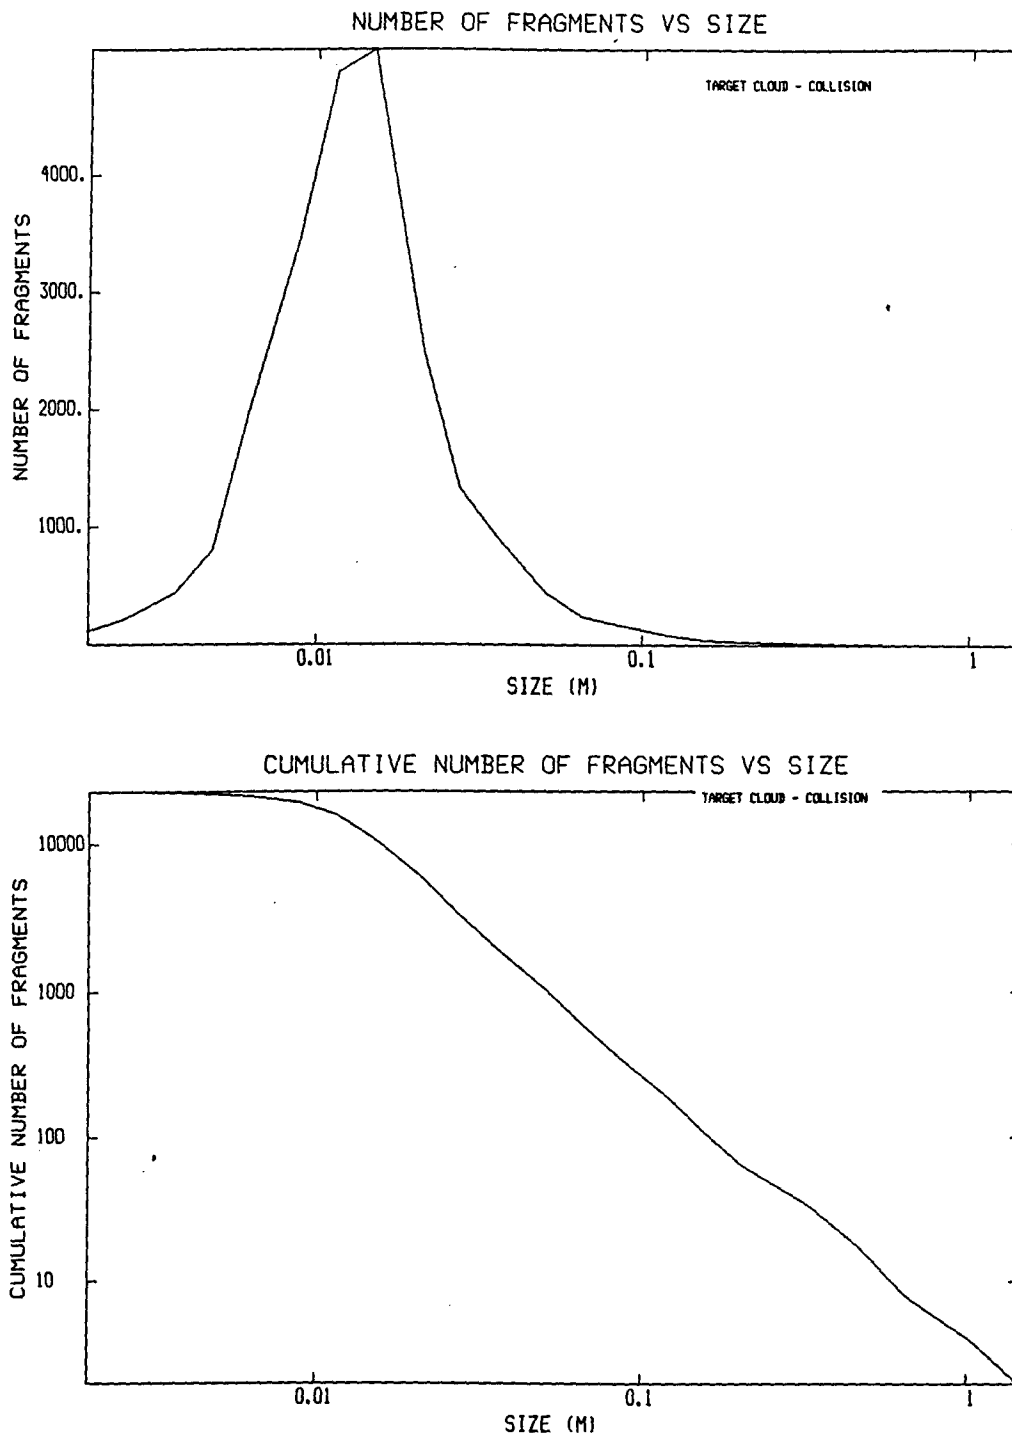 NUMBER OF FRAGMENTS VS SIZE
TARGET CLOUD - COLLISION
NUMBER OF FRAGMENTS
4000.
3000.
2000.
1000.
0.01
0.1
1
SIZE (M)
CUMULATIVE NUMBER OF FRAGMENTS VS SIZE
TARGET CLOUD - COLLISION
CUMULATIVE NUMBER OF FRAGMENTS
10000
1000
100
10
0.01
0.1
1
SIZE (M)